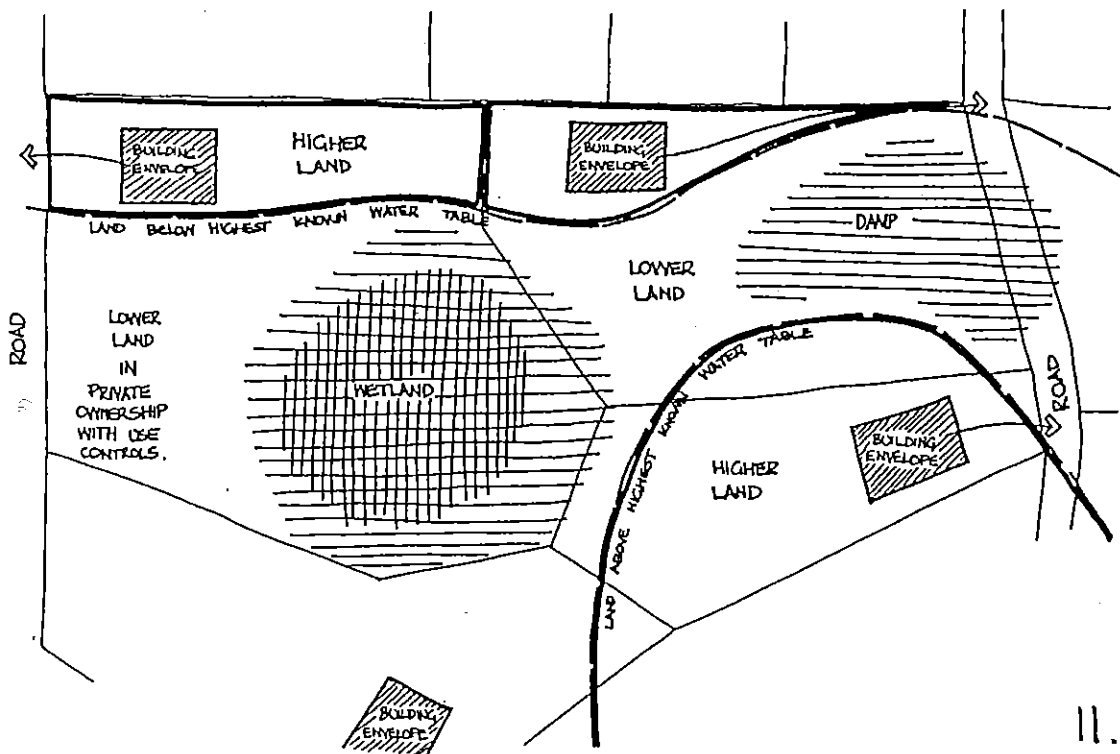 BUILDING
ENVELOPE
HIGHER
LAND
BUILDING
ENVELOPE
LAND BELOW HIGHEST KNOWN WATER TABLE
DAMP
LOWER
LAND
ROAD
LOWER
LAND
IN
PRIVATE
OWNERSHIP
WITH USE
CONTROLS.
WETLAND
LAND ABOVE HIGHEST KNOWN WATER TABLE
ROAD
BUILDING
ENVELOPE
HIGHER
LAND
BUILDING
ENVELOPE
11.